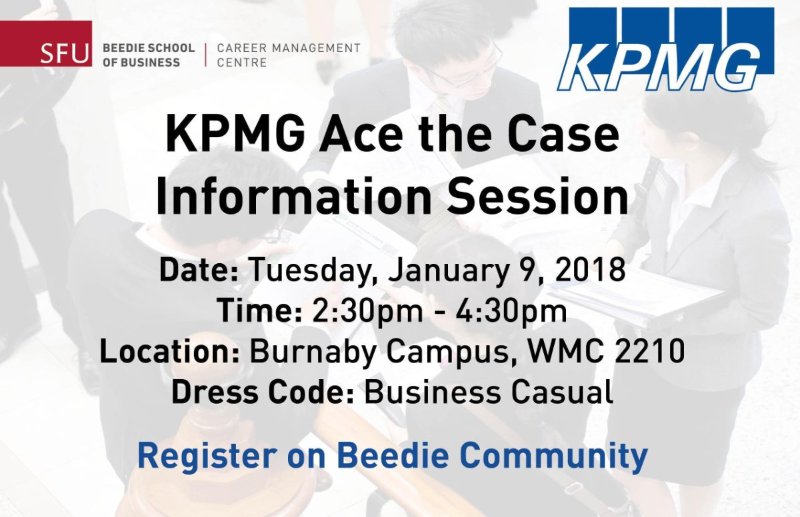 SFU
BEEDIE SCHOOL
OF BUSINESS
CAREER MANAGEMENT
CENTRE
KPMG
KPMG Ace the Case
Information Session
Date: Tuesday, January 9, 2018
Time: 2:30pm - 4:30pm
Location: Burnaby Campus, WMC 2210
Dress Code: Business Casual
Register on Beedie Community